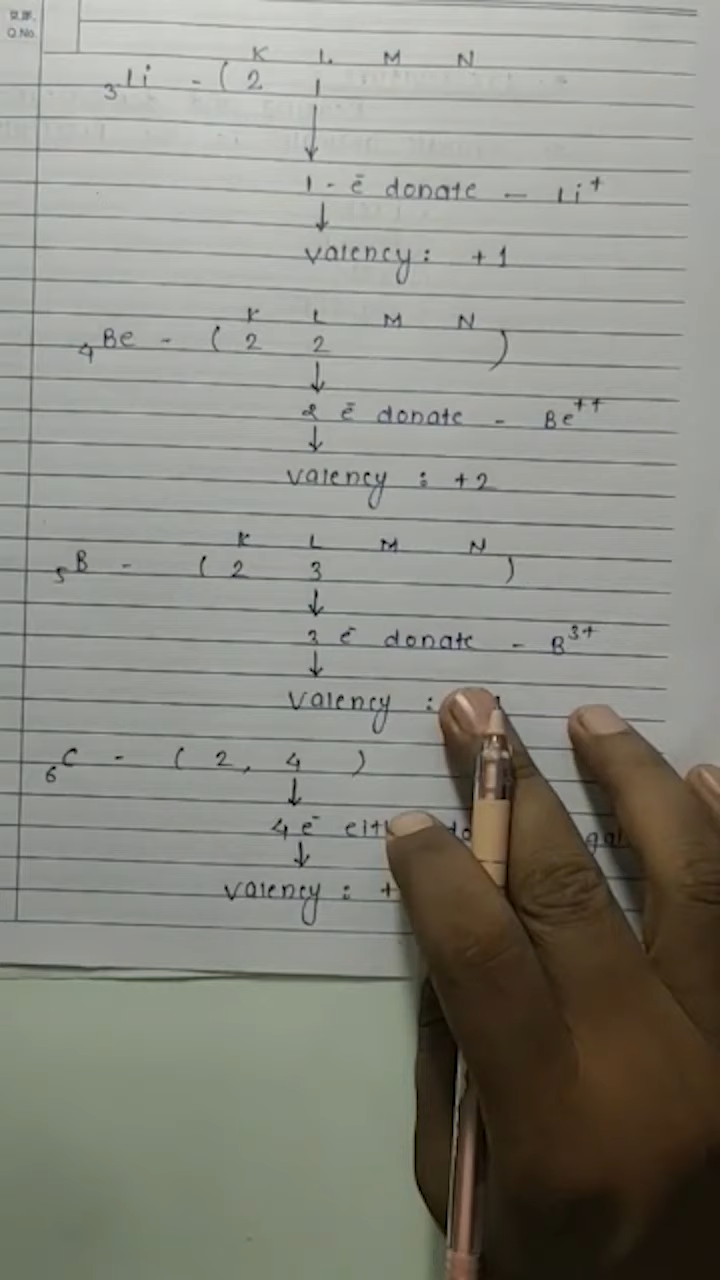 प्र.क्र.
Q.No.
K L M N
3Li - ( 2 1
1 - ē donate - Li⁺
valency : +1
K L M N
4Be - ( 2 2 )
2 ē donate - Be⁺⁺
valency : +2
K L M N
5B - ( 2 3 )
3 ē donate - B³⁺
valency :
6C - ( 2, 4 )
4 e⁻
valency : +